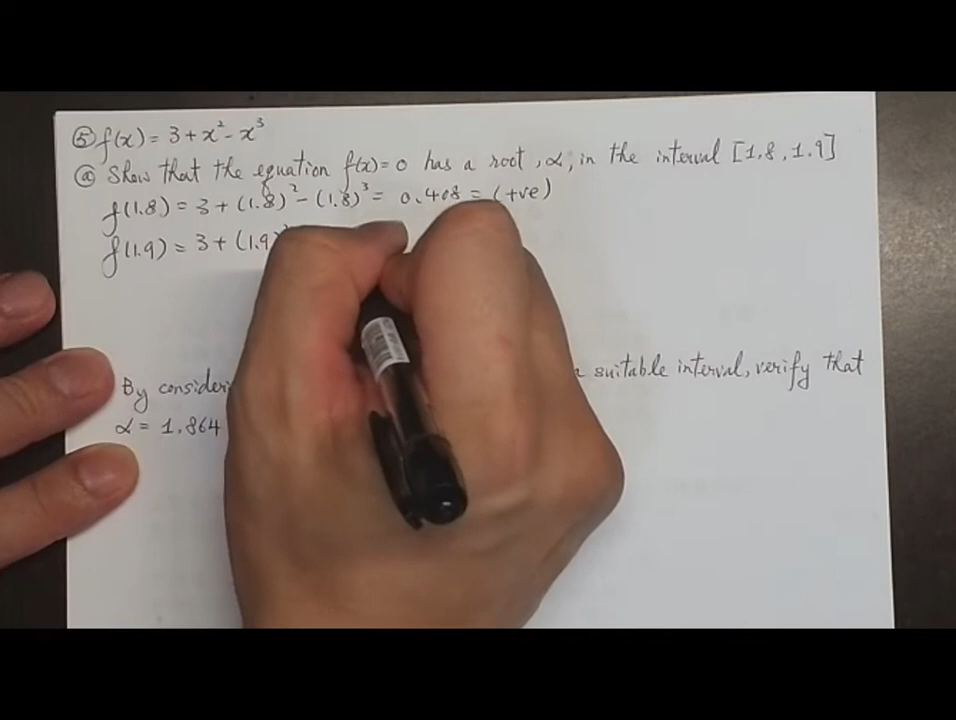 ⑤ f(x) = 3 + x² - x³
ⓐ Show that the equation f(x) = 0 has a root, α, in the interval [1.8, 1.9]
f(1.8) = 3 + (1.8)² - (1.8)³ = 0.408 = (+ve)
f(1.9) = 3 + (1.9)
By a suitable interval, verify that
α = 1.864